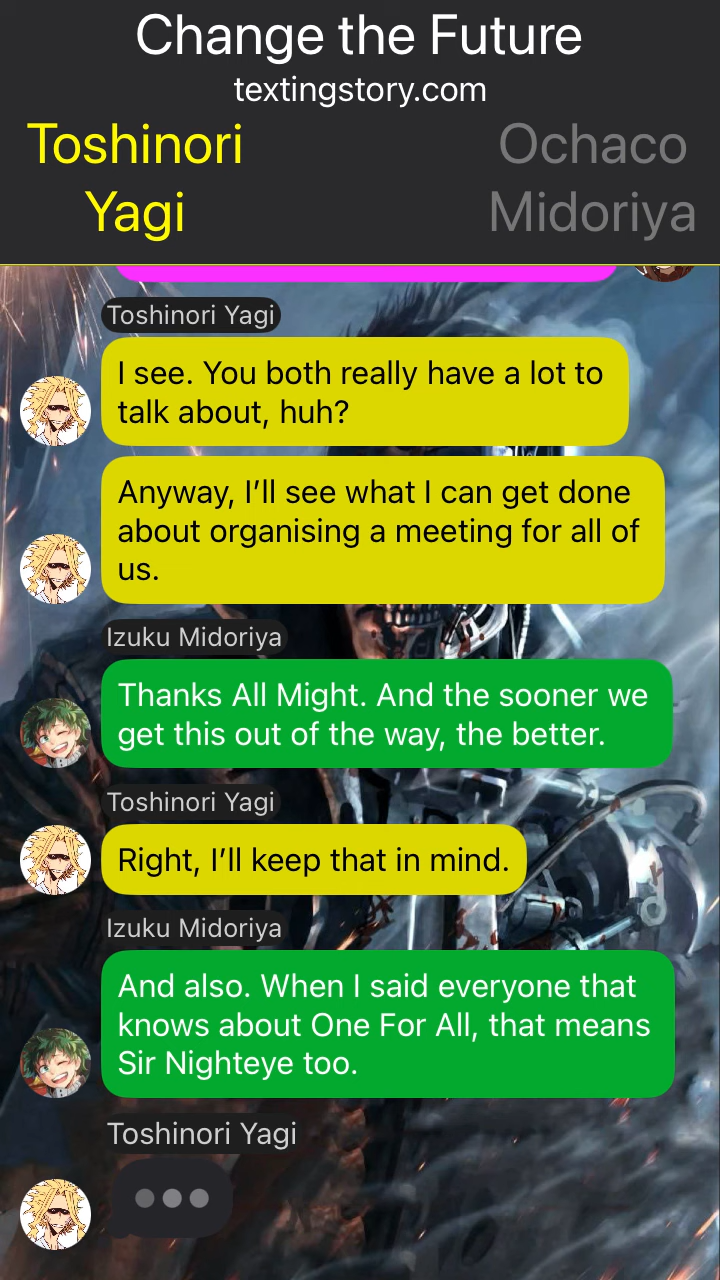 Change the Future
textingstory.com
Toshinori
Yagi
Ochaco
Midoriya
Toshinori Yagi
I see. You both really have a lot to
talk about, huh?
Anyway, I’ll see what I can get done
about organising a meeting for all of
us.
Izuku Midoriya
Thanks All Might. And the sooner we
get this out of the way, the better.
Toshinori Yagi
Right, I’ll keep that in mind.
Izuku Midoriya
And also. When I said everyone that
knows about One For All, that means
Sir Nighteye too.
Toshinori Yagi